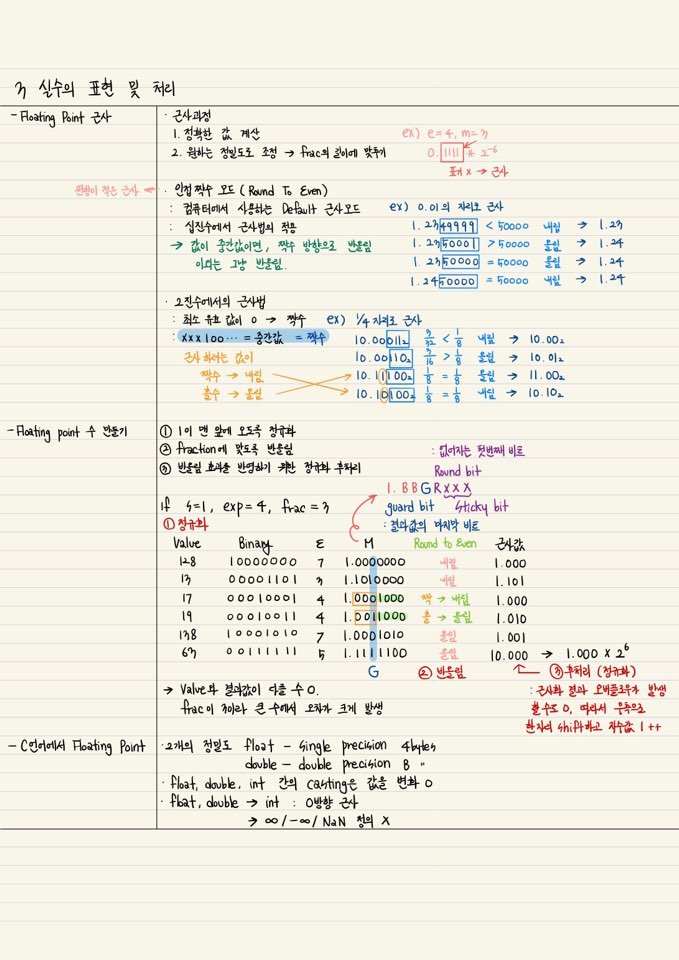 3 실수의 표현 및 처리
- Floating Point 근사
· 근사과정
1. 정확한 값 계산
2. 원하는 정밀도로 조정 → frac의 길이에 맞추기
ex) e=4, m=3
0.1111 * 2^-6
표기 X → 근사
편향이 적은 근사 ←
· 인접 짝수 모드 (Round To Even)
: 컴퓨터에서 사용하는 Default 근사모드
: 십진수에서 근사법의 적용
→ 값이 중간값이면, 짝수 방향으로 반올림
이외는 그냥 반올림.
ex) 0.01의 자리로 근사
1.2349999 < 50000 내림 → 1.23
1.2350001 > 50000 올림 → 1.24
1.2350000 = 50000 올림 → 1.24
1.2450000 = 50000 내림 → 1.24
· 2진수에서의 근사법
: 최소 유효 값이 0 → 짝수
: xxx100… = 중간값 = 짝수
근사 하려는 값이
짝수 → 내림
홀수 → 올림
ex) 1/4 자리로 근사
10.00011₂ 3/32 < 1/8 내림 → 10.00₂
10.00110₂ 3/16 > 1/8 올림 → 10.01₂
10.11100₂ 1/8 = 1/8 올림 → 11.00₂
10.10100₂ 1/8 = 1/8 내림 → 10.10₂
- Floating point 수 만들기
① 1이 맨 앞에 오도록 정규화
② fraction에 맞도록 반올림
③ 반올림 효과를 반영하기 위한 정규화 후처리
: 없어지는 첫번째 비트
Round bit
1.BBGRXXX
guard bit Sticky bit
: 결과값의 마지막 비트
if s=1, exp=4, frac=3
① 정규화
Value Binary E M Round to Even 근사값
128 10000000 7 1.0000000 내림 1.000
13 00001101 3 1.1010000 내림 1.101
17 00010001 4 1.0001000 짝 → 내림 1.000
19 00010011 4 1.0011000 홀 → 올림 1.010
138 10001010 7 1.0001010 올림 1.001
63 00111111 5 1.1111100 올림 10.000 → 1.000 X 2^6
G ② 반올림 ③ 후처리 (정규화)
→ Value와 결과값이 다를 수 O.
frac이 3이라 큰 수에서 오차가 크게 발생
: 근사화 결과 오버플로우가 발생
할 수도 O, 따라서 우측으로
한자리 shift하고 지수값 1++
- C언어에서 Floating Point
· 2개의 정밀도 float - single precision 4bytes
double - double precision 8 〃
· float, double, int 간의 casting은 값을 변화 O
· float, double → int : 0방향 근사
→ ∞/-∞/NaN 정의 X